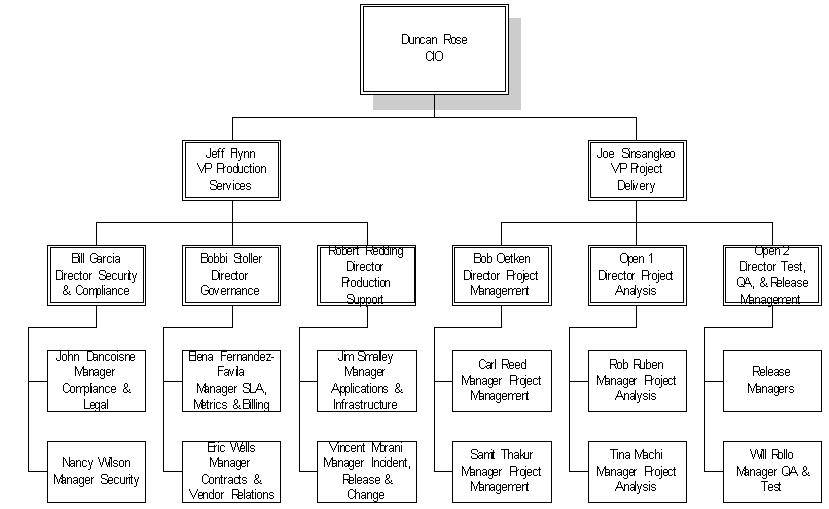 Duncan Rose
CIO
Jeff Flynn
VP Production
Services
Joe Sinsangkeo
VP Project
Delivery
Bill Garcia
Director Security
& Compliance
Bobbi Stoller
Director
Governance
Robert Redding
Director
Production
Support
Bob Oetken
Director Project
Management
Open 1
Director Project
Analysis
Open 2
Director Test,
QA, & Release
Management
John Dancoisne
Manager
Compliance &
Legal
Elena Fernandez-
Favila
Manager SLA,
Metrics & Billing
Jim Smalley
Manager
Applications &
Infrastructure
Carl Reed
Manager Project
Management
Rob Ruben
Manager Project
Analysis
Release
Managers
Nancy Wilson
Manager Security
Eric Wells
Manager
Contracts &
Vendor Relations
Vincent Mbrani
Manager Incident,
Release &
Change
Samit Thakur
Manager Project
Management
Tina Machi
Manager Project
Analysis
Will Rollo
Manager QA &
Test